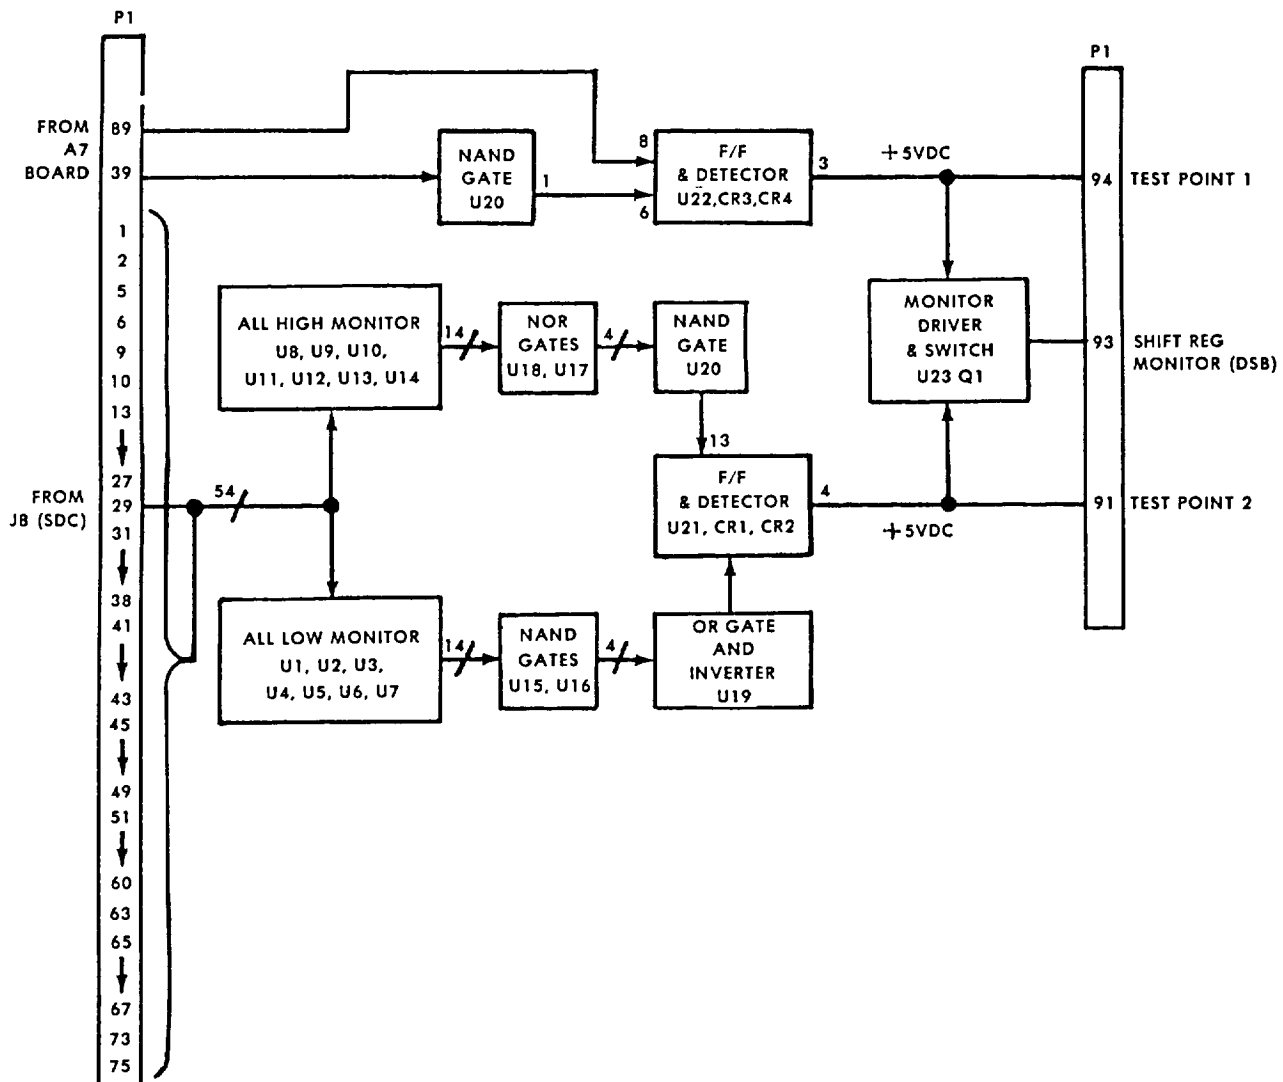 P1
89
39
1
2
5
6
9
10
13
27
29
31
38
41
43
45
49
51
60
63
65
67
73
75
FROM
A7
BOARD
FROM
J8 (SDC)
54
NAND
GATE
U20
1
8
6
F/F
& DETECTOR
U22,CR3,CR4
3
+5VDC
ALL HIGH MONITOR
U8, U9, U10,
U11, U12, U13, U14
14
NOR
GATES
U18, U17
4
NAND
GATE
U20
13
F/F
& DETECTOR
U21, CR1, CR2
4
+5VDC
ALL LOW MONITOR
U1, U2, U3,
U4, U5, U6, U7
14
NAND
GATES
U15, U16
4
OR GATE
AND
INVERTER
U19
MONITOR
DRIVER
& SWITCH
U23 Q1
P1
94
TEST POINT 1
93
SHIFT REG
MONITOR (DSB)
91
TEST POINT 2